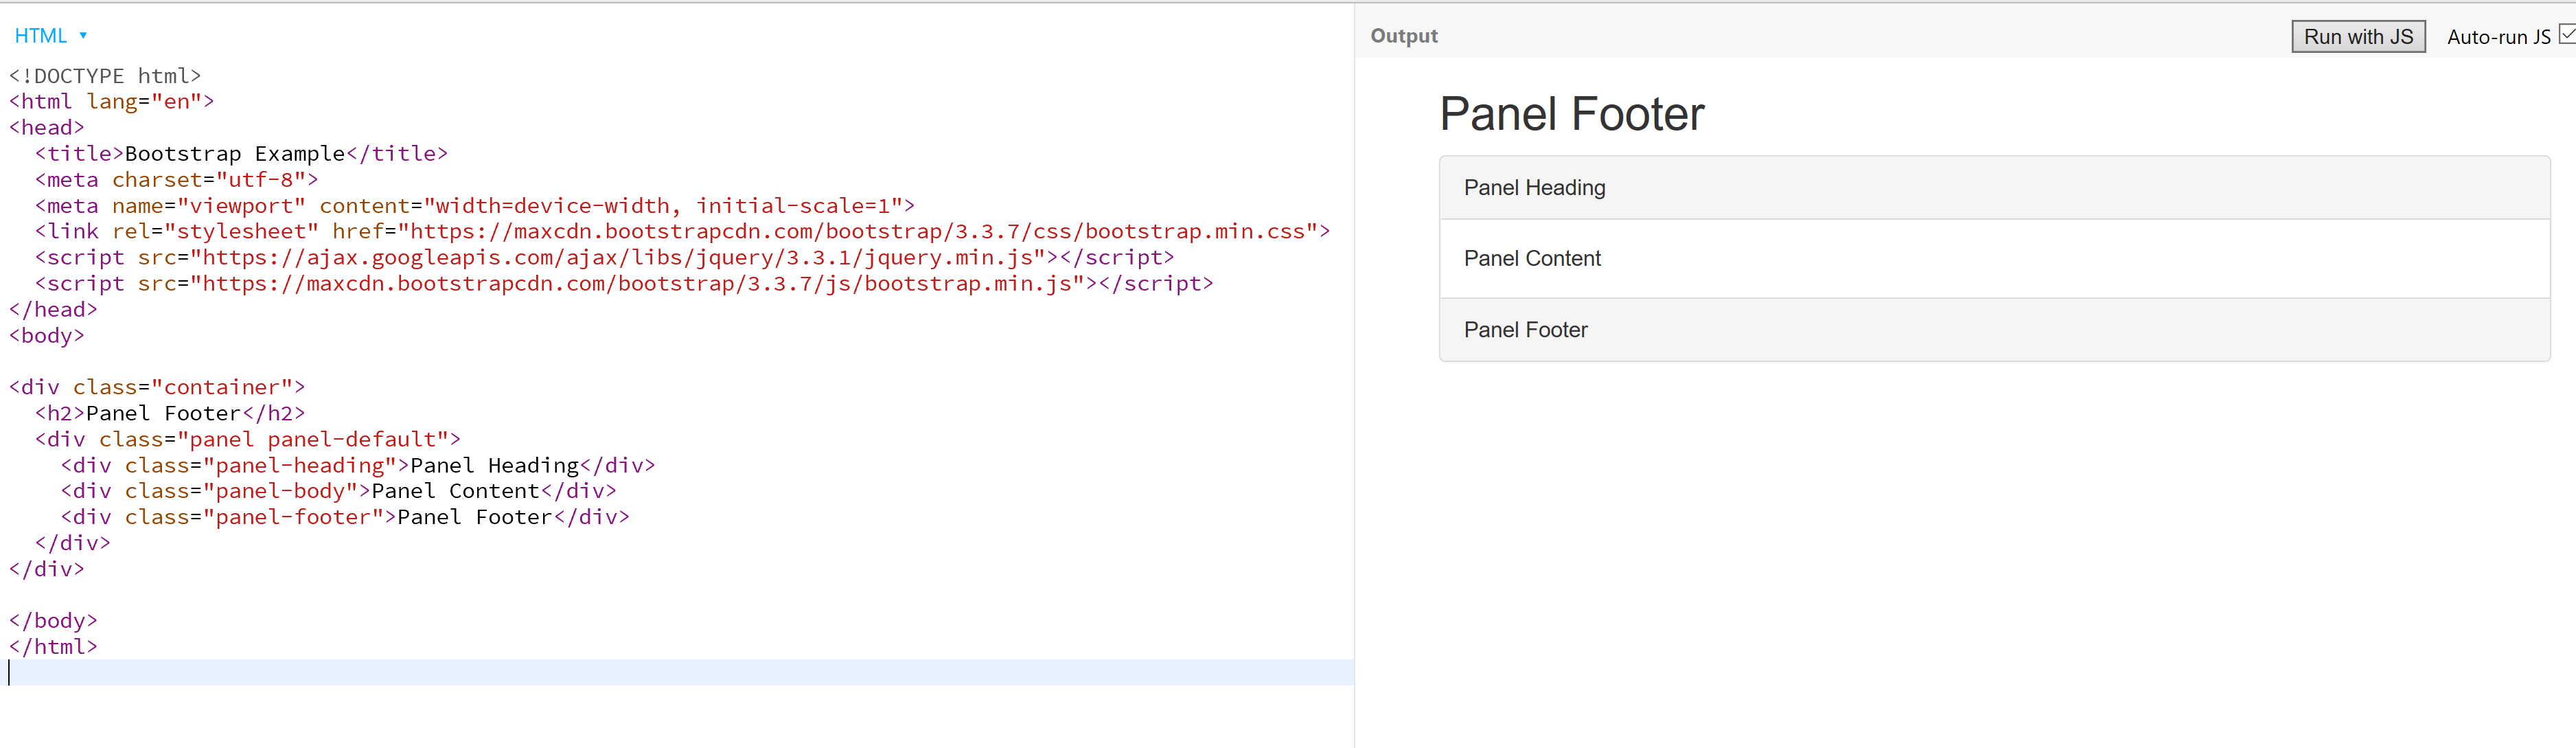 HTML
<!DOCTYPE html>
<html lang="en">
<head>
  <title>Bootstrap Example</title>
  <meta charset="utf-8">
  <meta name="viewport" content="width=device-width, initial-scale=1">
  <link rel="stylesheet" href="https://maxcdn.bootstrapcdn.com/bootstrap/3.3.7/css/bootstrap.min.css">
  <script src="https://ajax.googleapis.com/ajax/libs/jquery/3.3.1/jquery.min.js"></script>
  <script src="https://maxcdn.bootstrapcdn.com/bootstrap/3.3.7/js/bootstrap.min.js"></script>
</head>
<body>
<div class="container">
  <h2>Panel Footer</h2>
  <div class="panel panel-default">
    <div class="panel-heading">Panel Heading</div>
    <div class="panel-body">Panel Content</div>
    <div class="panel-footer">Panel Footer</div>
  </div>
</div>
</body>
</html>
Output
Run with JS
Auto-run JS
Panel Footer
Panel Heading
Panel Content
Panel Footer